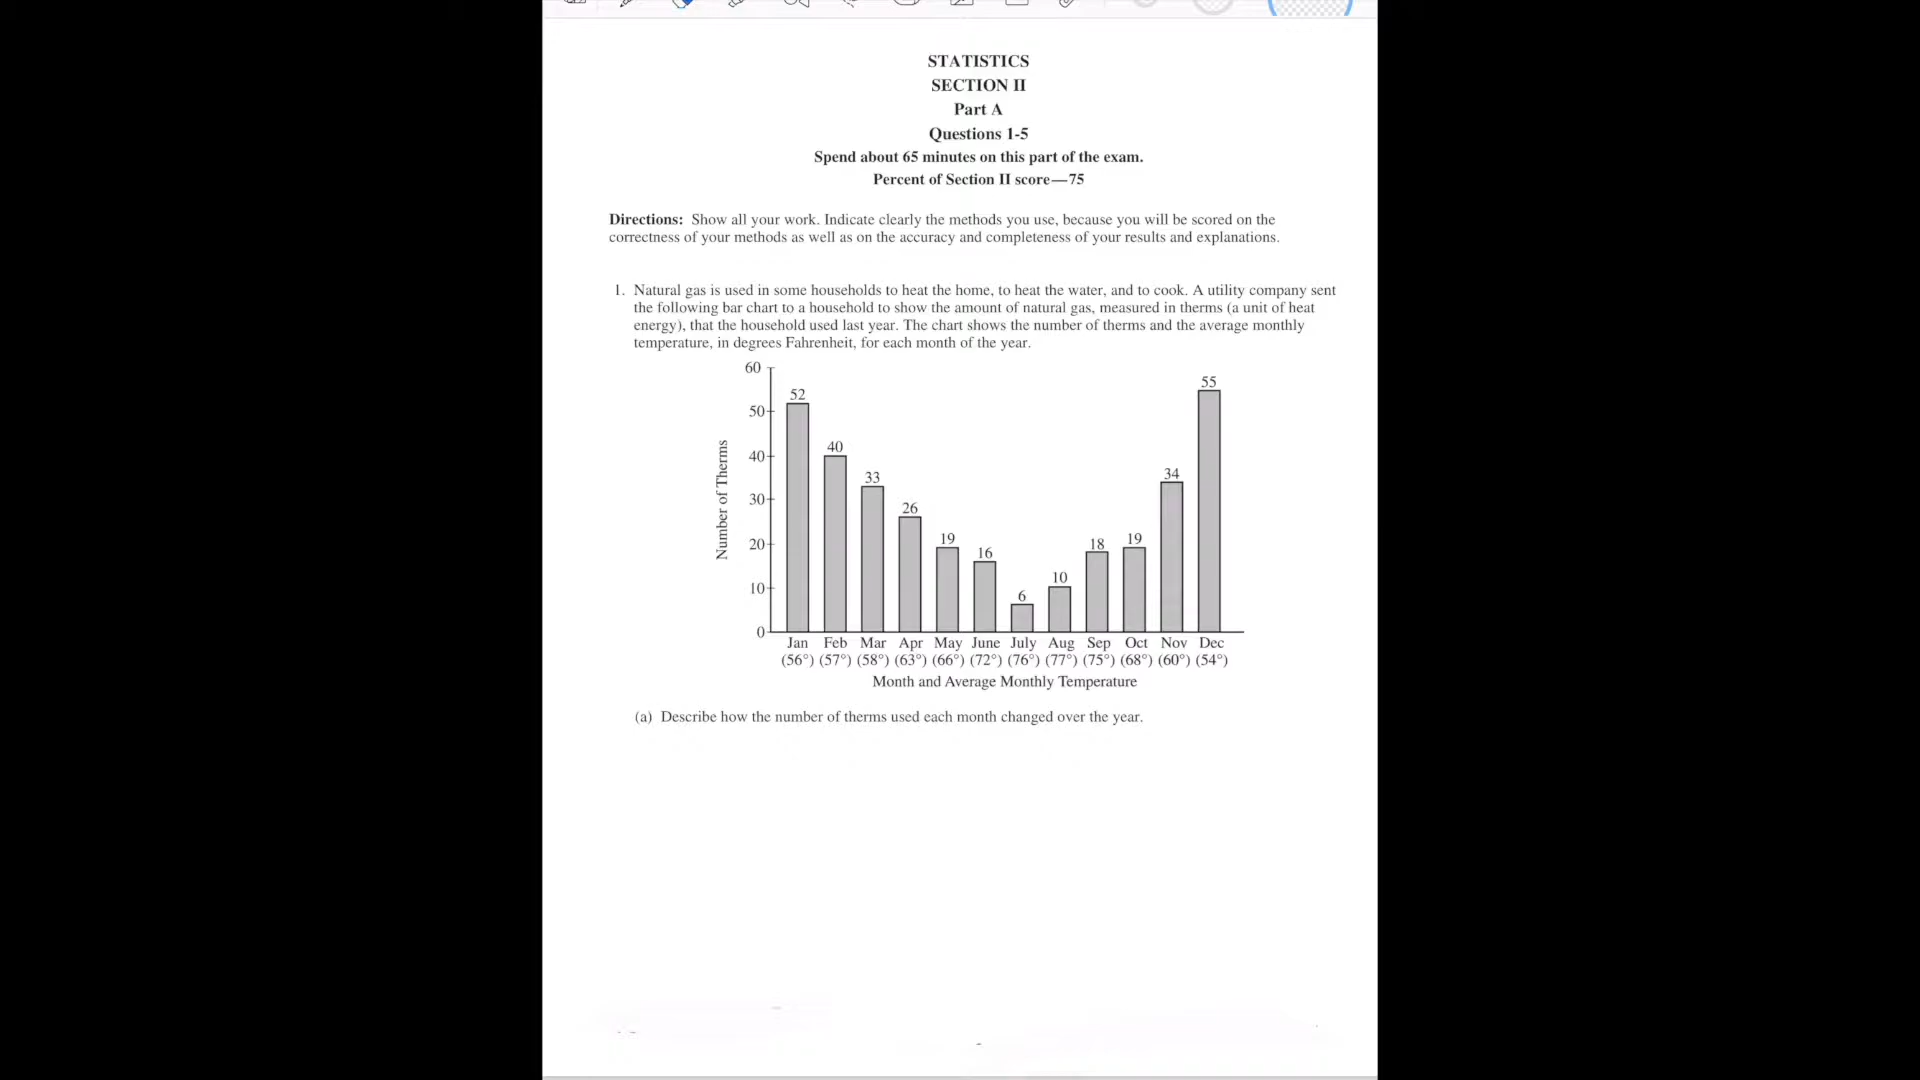 STATISTICS
SECTION II
Part A
Questions 1-5
Spend about 65 minutes on this part of the exam.
Percent of Section II score—75
Directions: Show all your work. Indicate clearly the methods you use, because you will be scored on the
correctness of your methods as well as on the accuracy and completeness of your results and explanations.
1. Natural gas is used in some households to heat the home, to heat the water, and to cook. A utility company sent
the following bar chart to a household to show the amount of natural gas, measured in therms (a unit of heat
energy), that the household used last year. The chart shows the number of therms and the average monthly
temperature, in degrees Fahrenheit, for each month of the year.
Number of Therms
60
50
40
30
20
10
0
52
40
33
26
19
16
6
10
18
19
34
55
Jan Feb Mar Apr May June July Aug Sep Oct Nov Dec
(56°) (57°) (58°) (63°) (66°) (72°) (76°) (77°) (75°) (68°) (60°) (54°)
Month and Average Monthly Temperature
(a) Describe how the number of therms used each month changed over the year.